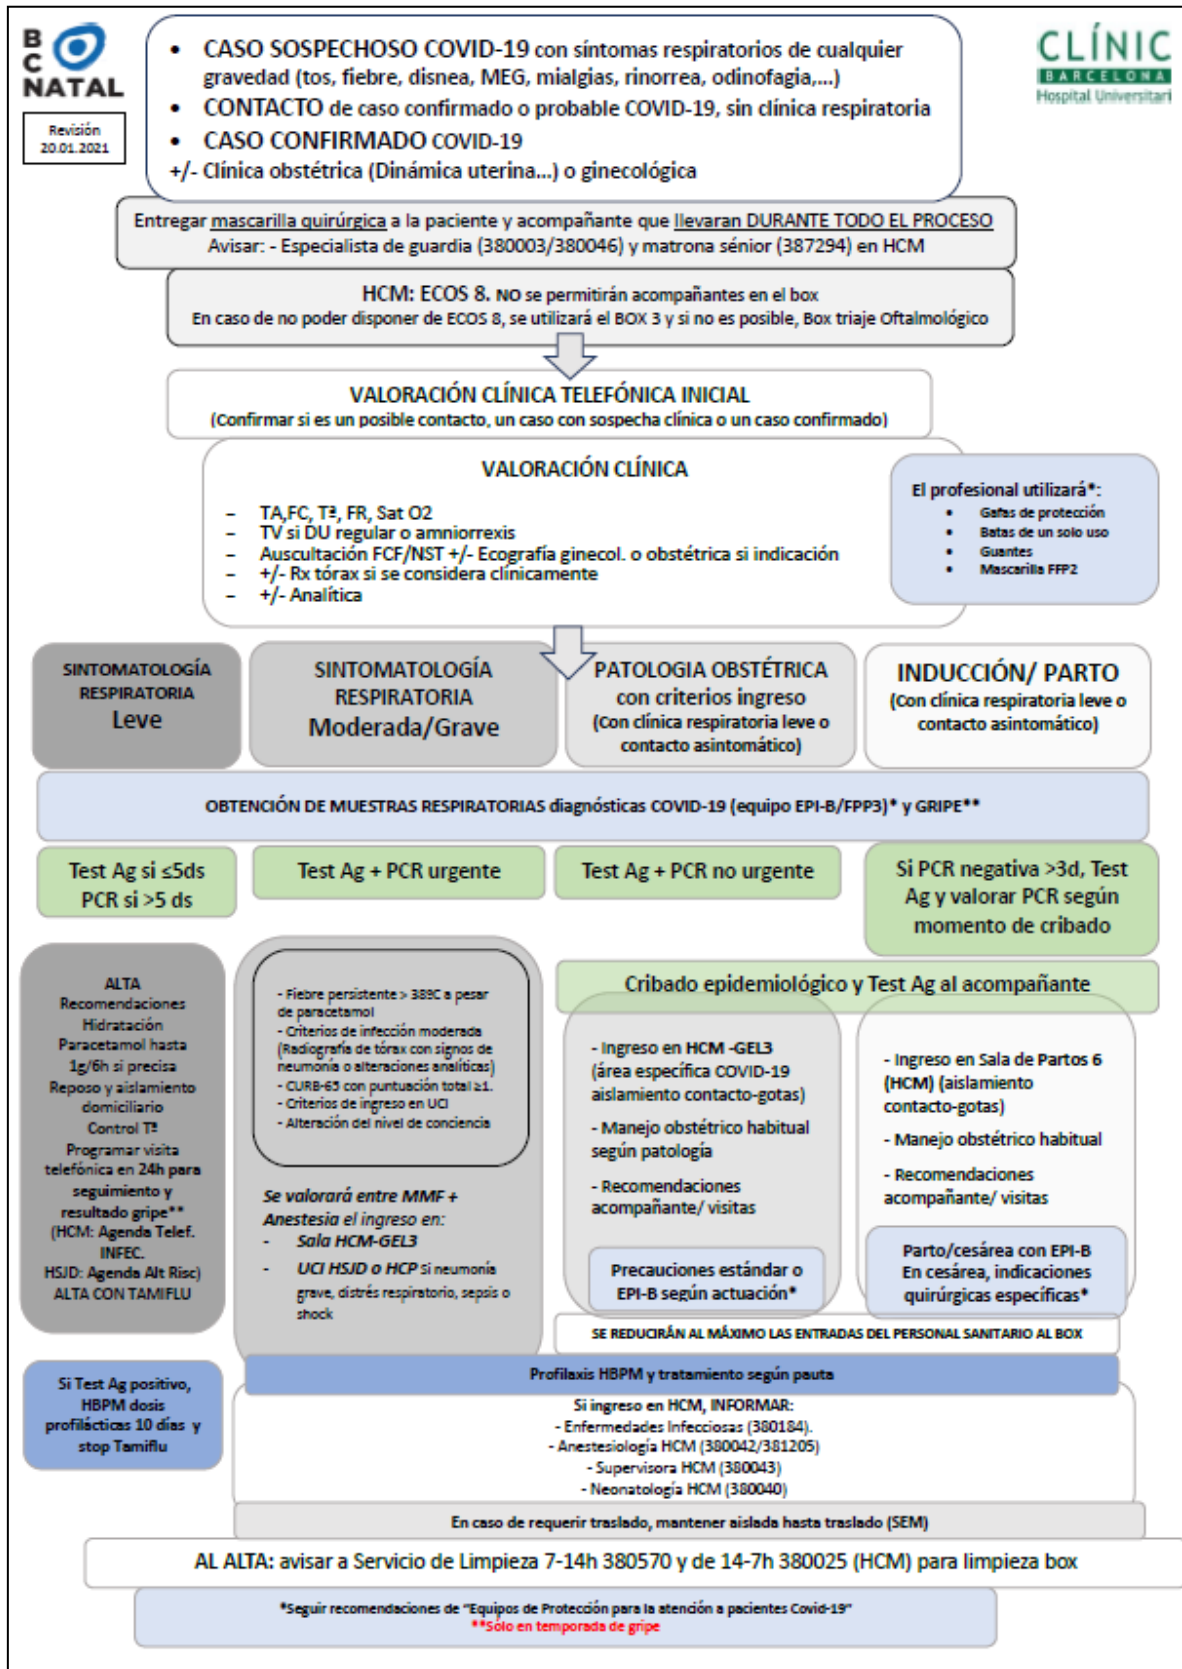 B
C
NATAL
Revisión
20.01.2021
CLÍNIC
BARCELONA
Hospital Universitari
• CASO SOSPECHOSO COVID-19 con síntomas respiratorios de cualquier
gravedad (tos, fiebre, disnea, MEG, mialgias, rinorrea, odinofagia,...)
• CONTACTO de caso confirmado o probable COVID-19, sin clínica respiratoria
• CASO CONFIRMADO COVID-19
+/- Clínica obstétrica (Dinámica uterina...) o ginecológica
Entregar mascarilla quirúrgica a la paciente y acompañante que llevaran DURANTE TODO EL PROCESO
Avisar: - Especialista de guardia (380003/380046) y matrona sénior (387294) en HCM
HCM: ECOS 8. NO se permitirán acompañantes en el box
En caso de no poder disponer de ECOS 8, se utilizará el BOX 3 y si no es posible, Box triaje Oftalmológico
VALORACIÓN CLÍNICA TELEFÓNICA INICIAL
(Confirmar si es un posible contacto, un caso con sospecha clínica o un caso confirmado)
VALORACIÓN CLÍNICA
- TA,FC, Tª, FR, Sat O2
- TV si DU regular o amniorrexis
- Auscultación FCF/NST +/- Ecografía ginecol. o obstétrica si indicación
- +/- Rx tórax si se considera clínicamente
- +/- Analítica
El profesional utilizará*:
• Gafas de protección
• Batas de un solo uso
• Guantes
• Mascarilla FFP2
SINTOMATOLOGÍA
RESPIRATORIA
Leve
SINTOMATOLOGÍA
RESPIRATORIA
Moderada/Grave
PATOLOGIA OBSTÉTRICA
con criterios ingreso
(Con clínica respiratoria leve o
contacto asintomático)
INDUCCIÓN/ PARTO
(Con clínica respiratoria leve o
contacto asintomático)
OBTENCIÓN DE MUESTRAS RESPIRATORIAS diagnósticas COVID-19 (equipo EPI-B/FPP3)* y GRIPE**
Test Ag si ≤5ds
PCR si >5 ds
Test Ag + PCR urgente
Test Ag + PCR no urgente
Si PCR negativa >3d, Test
Ag y valorar PCR según
momento de cribado
Cribado epidemiológico y Test Ag al acompañante
ALTA
Recomendaciones
Hidratación
Paracetamol hasta
1g/6h si precisa
Reposo y aislamiento
domiciliario
Control Tª
Programar visita
telefónica en 24h para
seguimiento y
resultado gripe**
(HCM: Agenda Telef.
INFEC.
HSJD: Agenda Alt Risc)
ALTA CON TAMIFLU
- Fiebre persistente > 38ºC a pesar
de paracetamol
- Criterios de infección moderada
(Radiografía de tórax con signos de
neumonía o alteraciones analíticas)
- CURB-65 con puntuación total ≥1.
- Criterios de ingreso en UCI
- Alteración del nivel de conciencia
Se valorará entre MMF +
Anestesia el ingreso en:
- Sala HCM-GEL3
- UCI HSJD o HCP si neumonía
grave, distrés respiratorio, sepsis o
shock
- Ingreso en HCM -GEL3
(área específica COVID-19
aislamiento contacto-gotas)
- Manejo obstétrico habitual
según patología
- Recomendaciones
acompañante/ visitas
Precauciones estándar o
EPI-B según actuación*
- Ingreso en Sala de Partos 6
(HCM) (aislamiento
contacto-gotas)
- Manejo obstétrico habitual
- Recomendaciones
acompañante/ visitas
Parto/cesárea con EPI-B
En cesárea, indicaciones
quirúrgicas específicas*
SE REDUCIRÁN AL MÁXIMO LAS ENTRADAS DEL PERSONAL SANITARIO AL BOX
Si Test Ag positivo,
HBPM dosis
profilácticas 10 días y
stop Tamiflu
Profilaxis HBPM y tratamiento según pauta
Si ingreso en HCM, INFORMAR:
- Enfermedades Infecciosas (380184).
- Anestesiología HCM (380042/381205)
- Supervisora HCM (380043)
- Neonatología HCM (380040)
En caso de requerir traslado, mantener aislada hasta traslado (SEM)
AL ALTA: avisar a Servicio de Limpieza 7-14h 380570 y de 14-7h 380025 (HCM) para limpieza box
*Seguir recomendaciones de "Equipos de Protección para la atención a pacientes Covid-19"
**Sólo en temporada de gripe